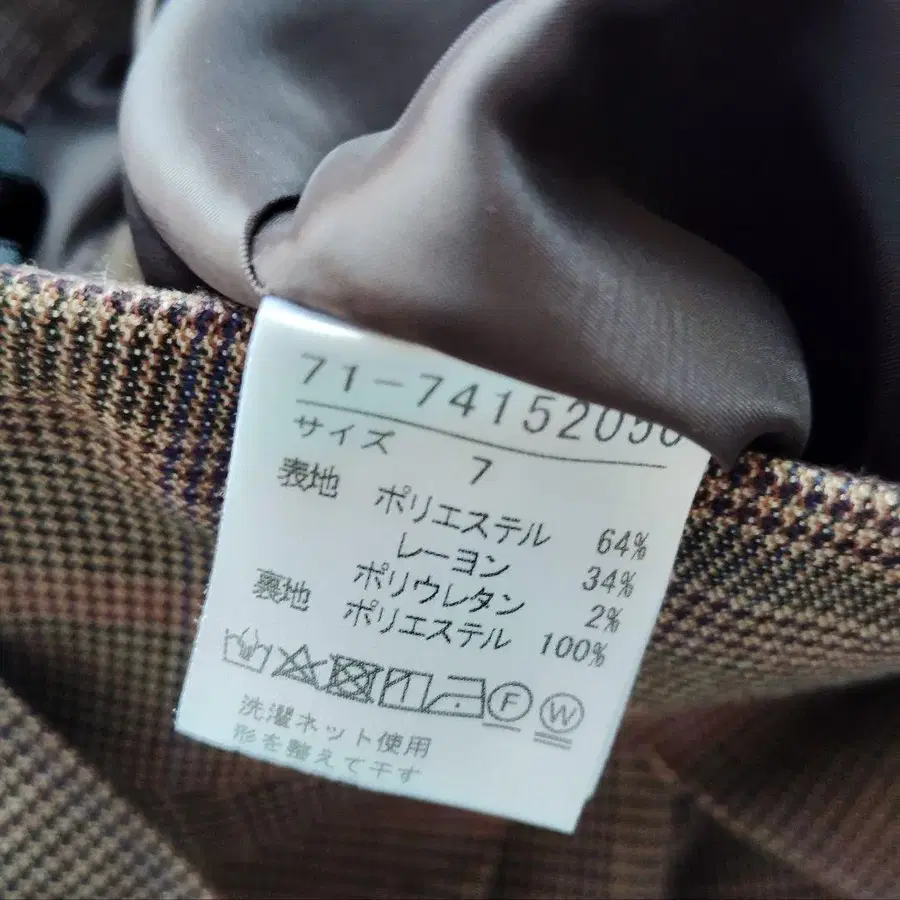 71-74152050
サイズ 7
表地 ポリエステル 64%
レーヨン 34%
ポリウレタン 2%
裏地 ポリエステル 100%
F W
洗濯ネット使用
形を整えて干す